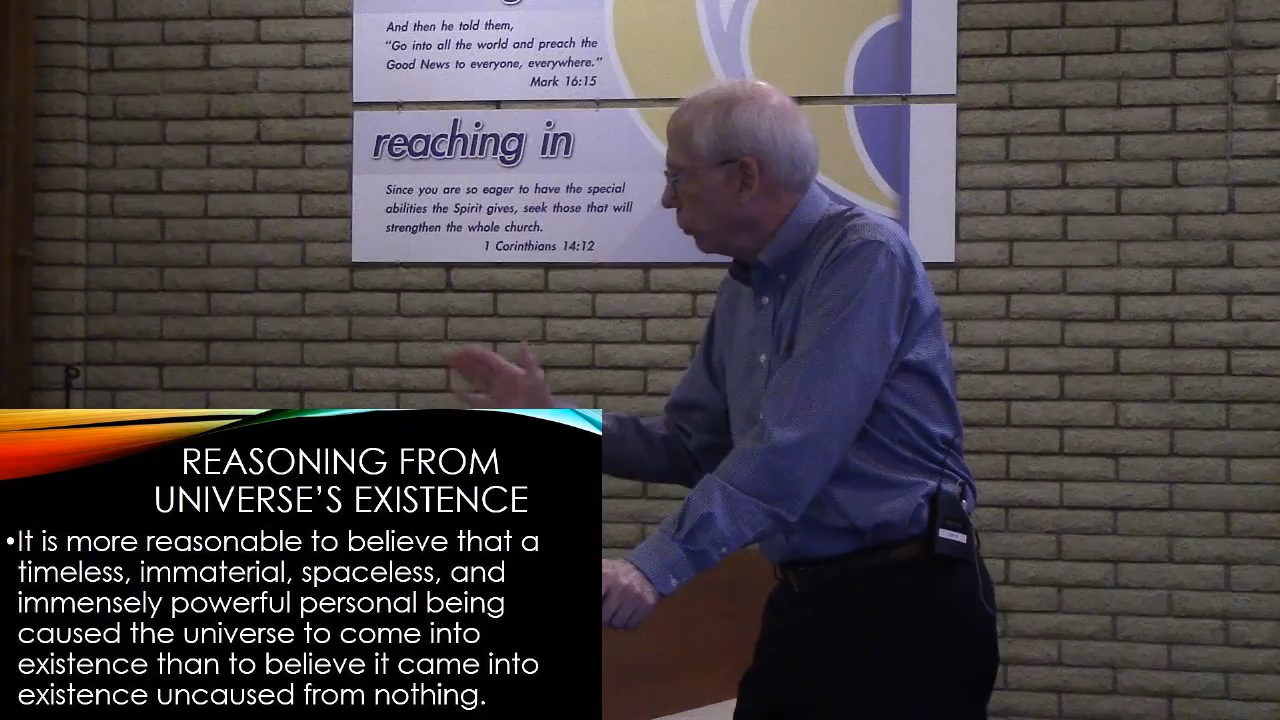 And then he told them,
"Go into all the world and preach the
Good News to everyone, everywhere."
Mark 16:15
reaching in
Since you are so eager to have the special
abilities the Spirit gives, seek those that will
strengthen the whole church.
1 Corinthians 14:12
REASONING FROM
UNIVERSE'S EXISTENCE
•It is more reasonable to believe that a
timeless, immaterial, spaceless, and
immensely powerful personal being
caused the universe to come into
existence than to believe it came into
existence uncaused from nothing.